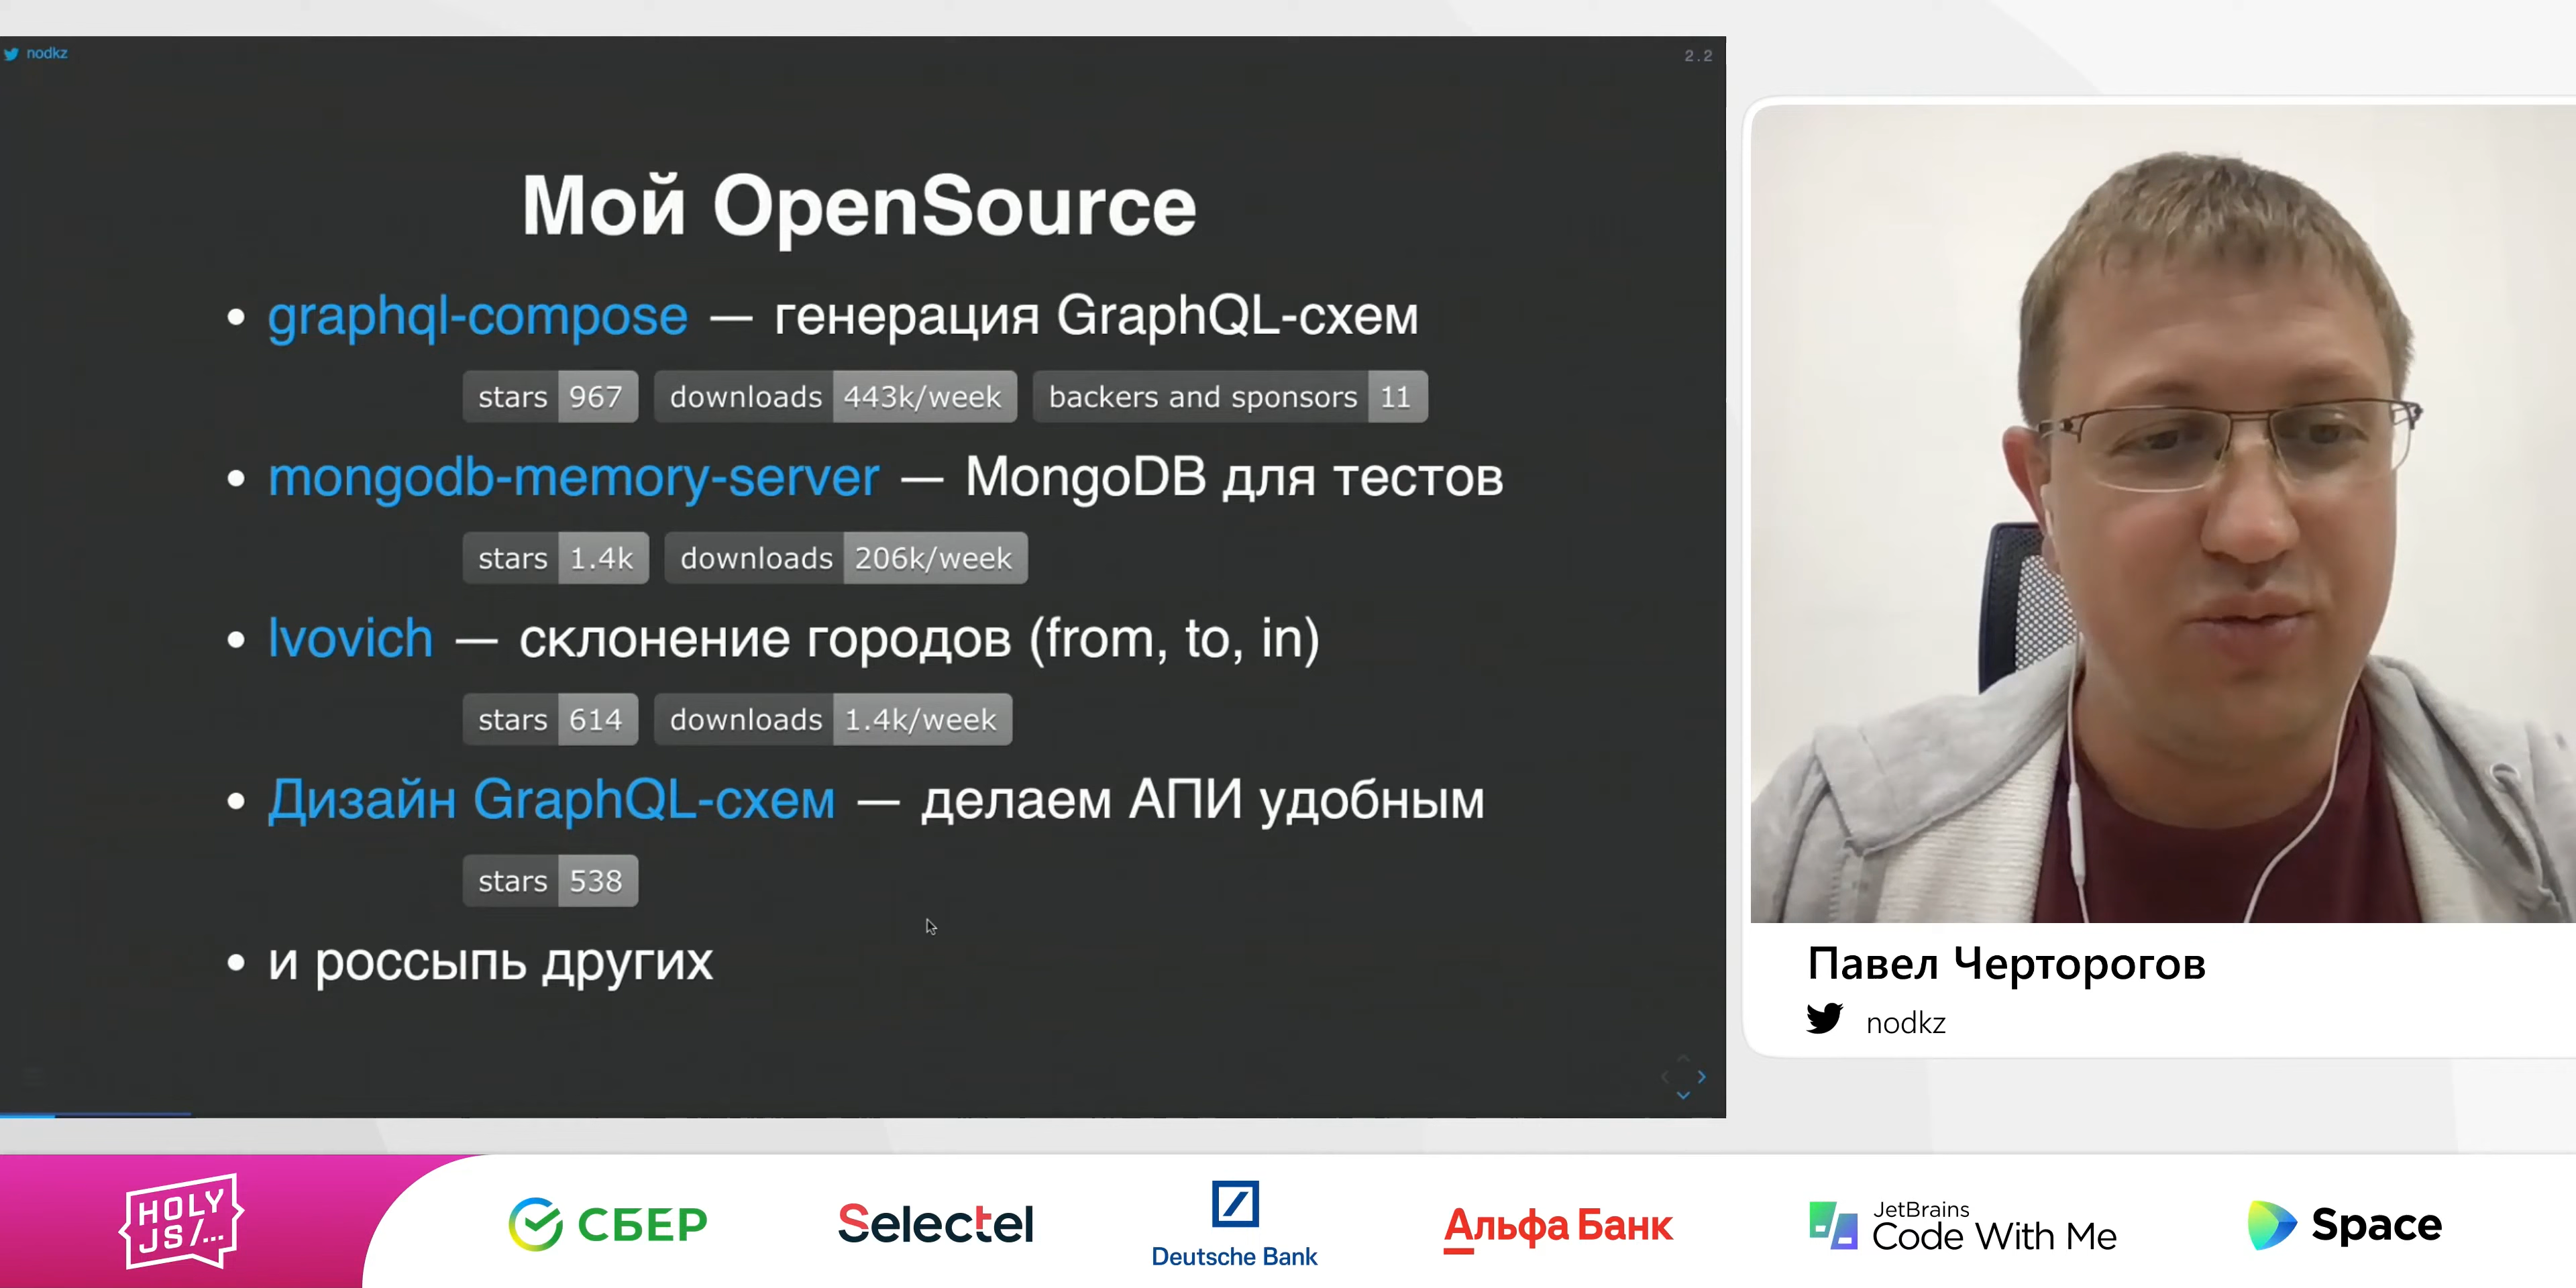 nodkz
2.2
Мой OpenSource
graphql-compose — генерация GraphQL-схем
stars 967 downloads 443k/week backers and sponsors 11
mongodb-memory-server — MongoDB для тестов
stars 1.4k downloads 206k/week
lvovich — склонение городов (from, to, in)
stars 614 downloads 1.4k/week
Дизайн GraphQL-схем — делаем АПИ удобным
stars 538
и россыпь других
Павел Черторогов
nodkz
HOLY
JS/...
СБЕР
Selectel
Deutsche Bank
Альфа Банк
JetBrains
Code With Me
Space